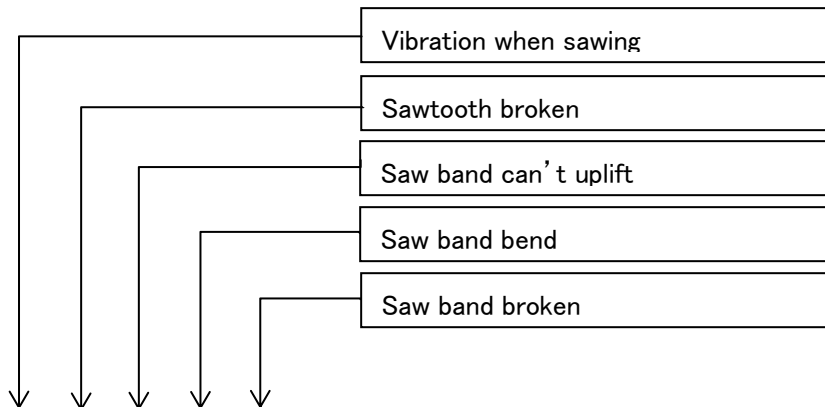 Vibration when sawing
Sawtooth broken
Saw band can't uplift
Saw band bend
Saw band broken